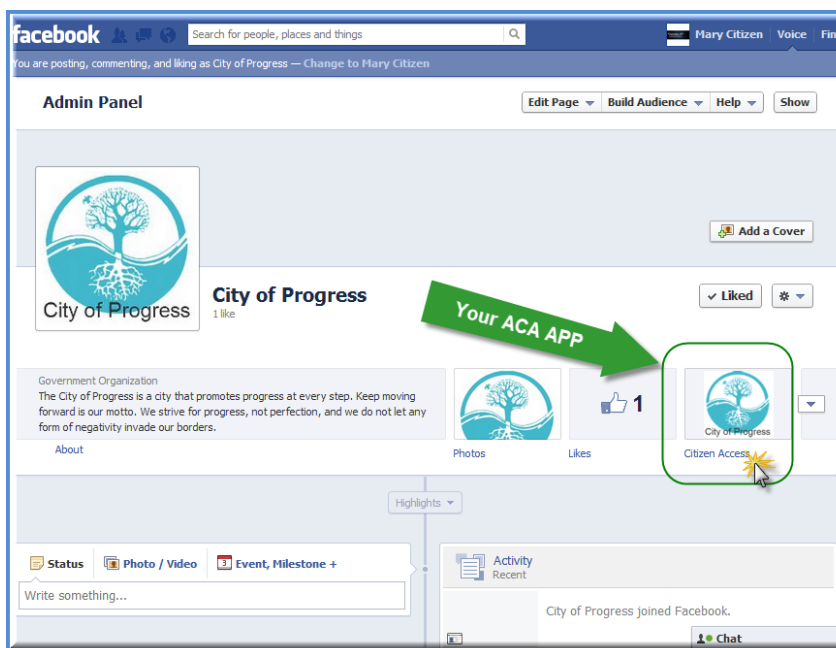 facebook
Search for people, places and things
Mary Citizen
Voice
Fin
You are posting, commenting, and liking as City of Progress — Change to Mary Citizen
Admin Panel
Edit Page
Build Audience
Help
Show
Add a Cover
City of Progress
City of Progress
1 like
Liked
Your ACA APP
Government Organization
The City of Progress is a city that promotes progress at every step. Keep moving
forward is our motto. We strive for progress, not perfection, and we do not let any
form of negativity invade our borders.
About
1
City of Progress
Photos
Likes
Citizen Access
Highlights
Status
Photo / Video
3
Event, Milestone +
Write something...
Activity
Recent
City of Progress joined Facebook.
Chat